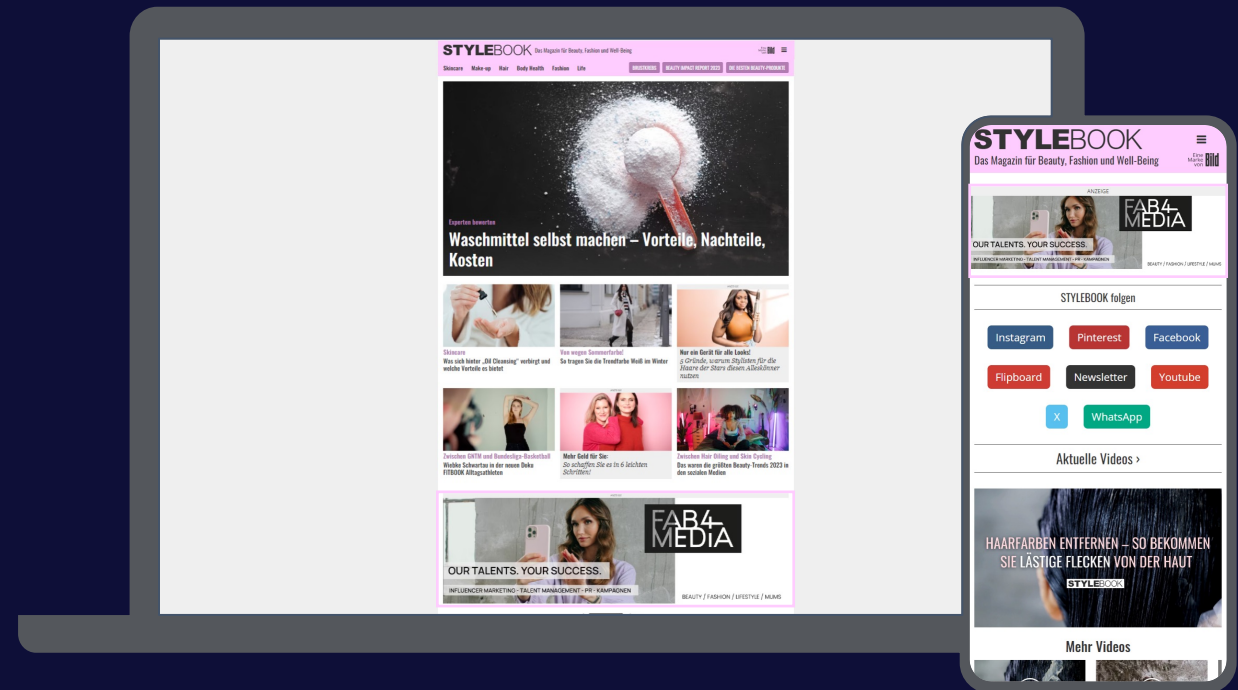 STYLEBOOK Das Magazin für Beauty, Fashion und Well-Being
Bild
Skincare Make-up Hair Body Health Fashion Life
BEAUTY IMPACT REPORT 2023 DIE BESTEN BEAUTY-PRODUKTE
Experten bewerten
Waschmittel selbst machen – Vorteile, Nachteile,
Kosten
Skincare
Was sich hinter „Oil Cleansing“ verbirgt und
welche Vorteile es bietet
Von wegen Sommerfarbe!
So tragen Sie die Trendfarbe Weiß im Winter
Nur ein Gerät für alle Looks!
5 Gründe, warum Stylisten für die
Haare der Stars diesen Alleskönner
nutzen
Zwischen GNTM und Bundesliga-Basketball
Wiebke Schwartau in der neuen Doku
FITBOOK Alltagsathleten
Mehr Geld für Sie:
So schaffen Sie es in 6 leichten
Schritten!
Zwischen Hair Oiling und Skin Cycling
Das waren die größten Beauty-Trends 2023 in
den sozialen Medien
FAB4
MEDIA
OUR TALENTS. YOUR SUCCESS.
INFLUENCER MARKETING - TALENT MANAGEMENT - PR - KAMPAGNEN
BEAUTY / FASHION / LIFESTYLE / MUMS
STYLEBOOK
Das Magazin für Beauty, Fashion und Well-Being
Eine
Marke
von Bild
ANZEIGE
FAB4
MEDIA
OUR TALENTS. YOUR SUCCESS.
INFLUENCER MARKETING - TALENT MANAGEMENT - PR - KAMPAGNEN
BEAUTY / FASHION / LIFESTYLE / MUMS
STYLEBOOK folgen
Instagram Pinterest Facebook
Flipboard Newsletter Youtube
X WhatsApp
Aktuelle Videos ›
HAARFARBEN ENTFERNEN – SO BEKOMMEN
SIE LÄSTIGE FLECKEN VON DER HAUT
STYLEBOOK
Mehr Videos